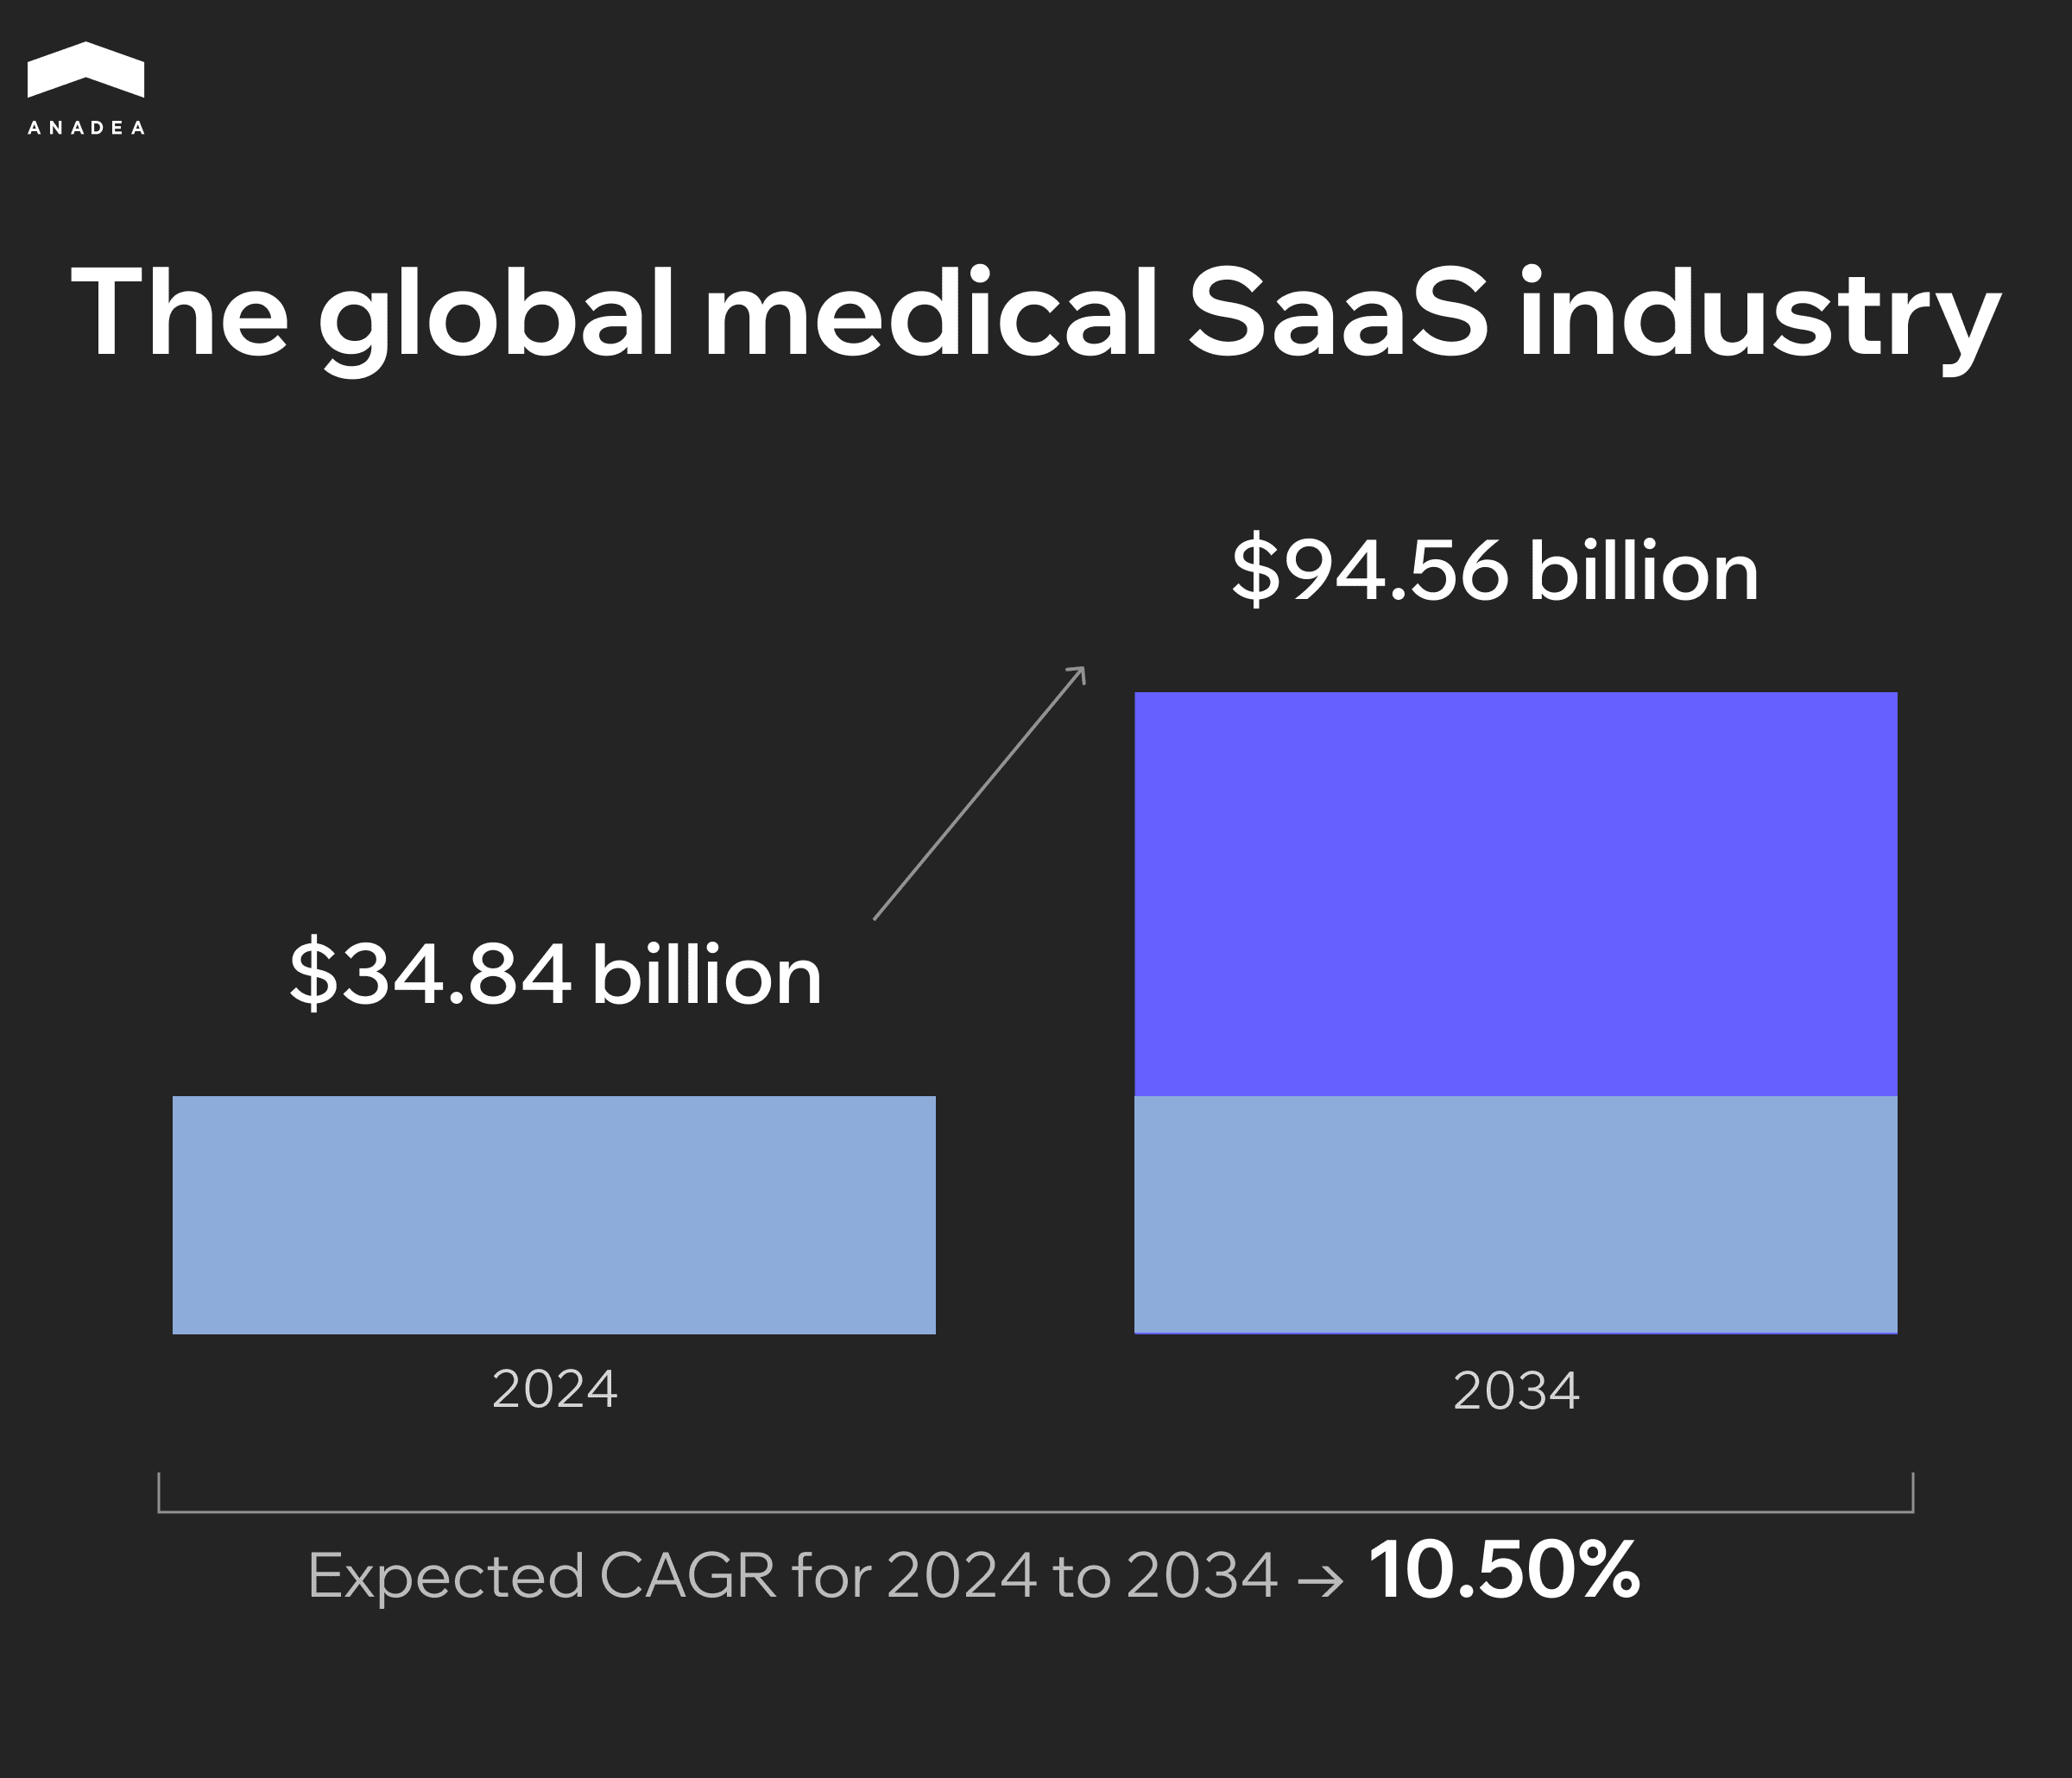 ANADEA
The global medical SaaS industry
$94.56 billion
$34.84 billion
2024
2034
Expected CAGR for 2024 to 2034 → 10.50%